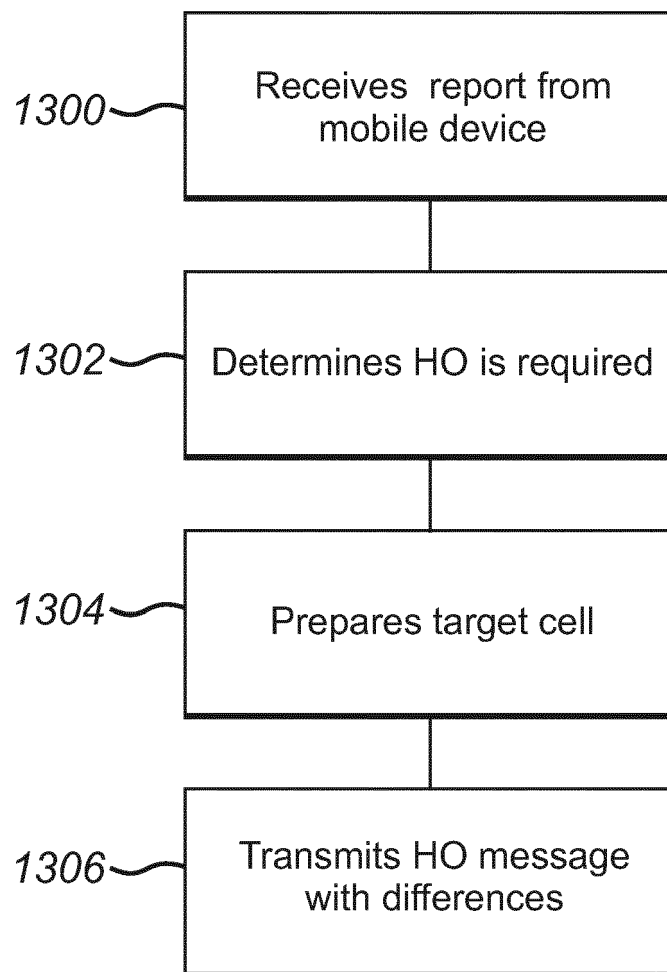 1300
Receives report from
mobile device
1302
Determines HO is required
1304
Prepares target cell
1306
Transmits HO message
with differences